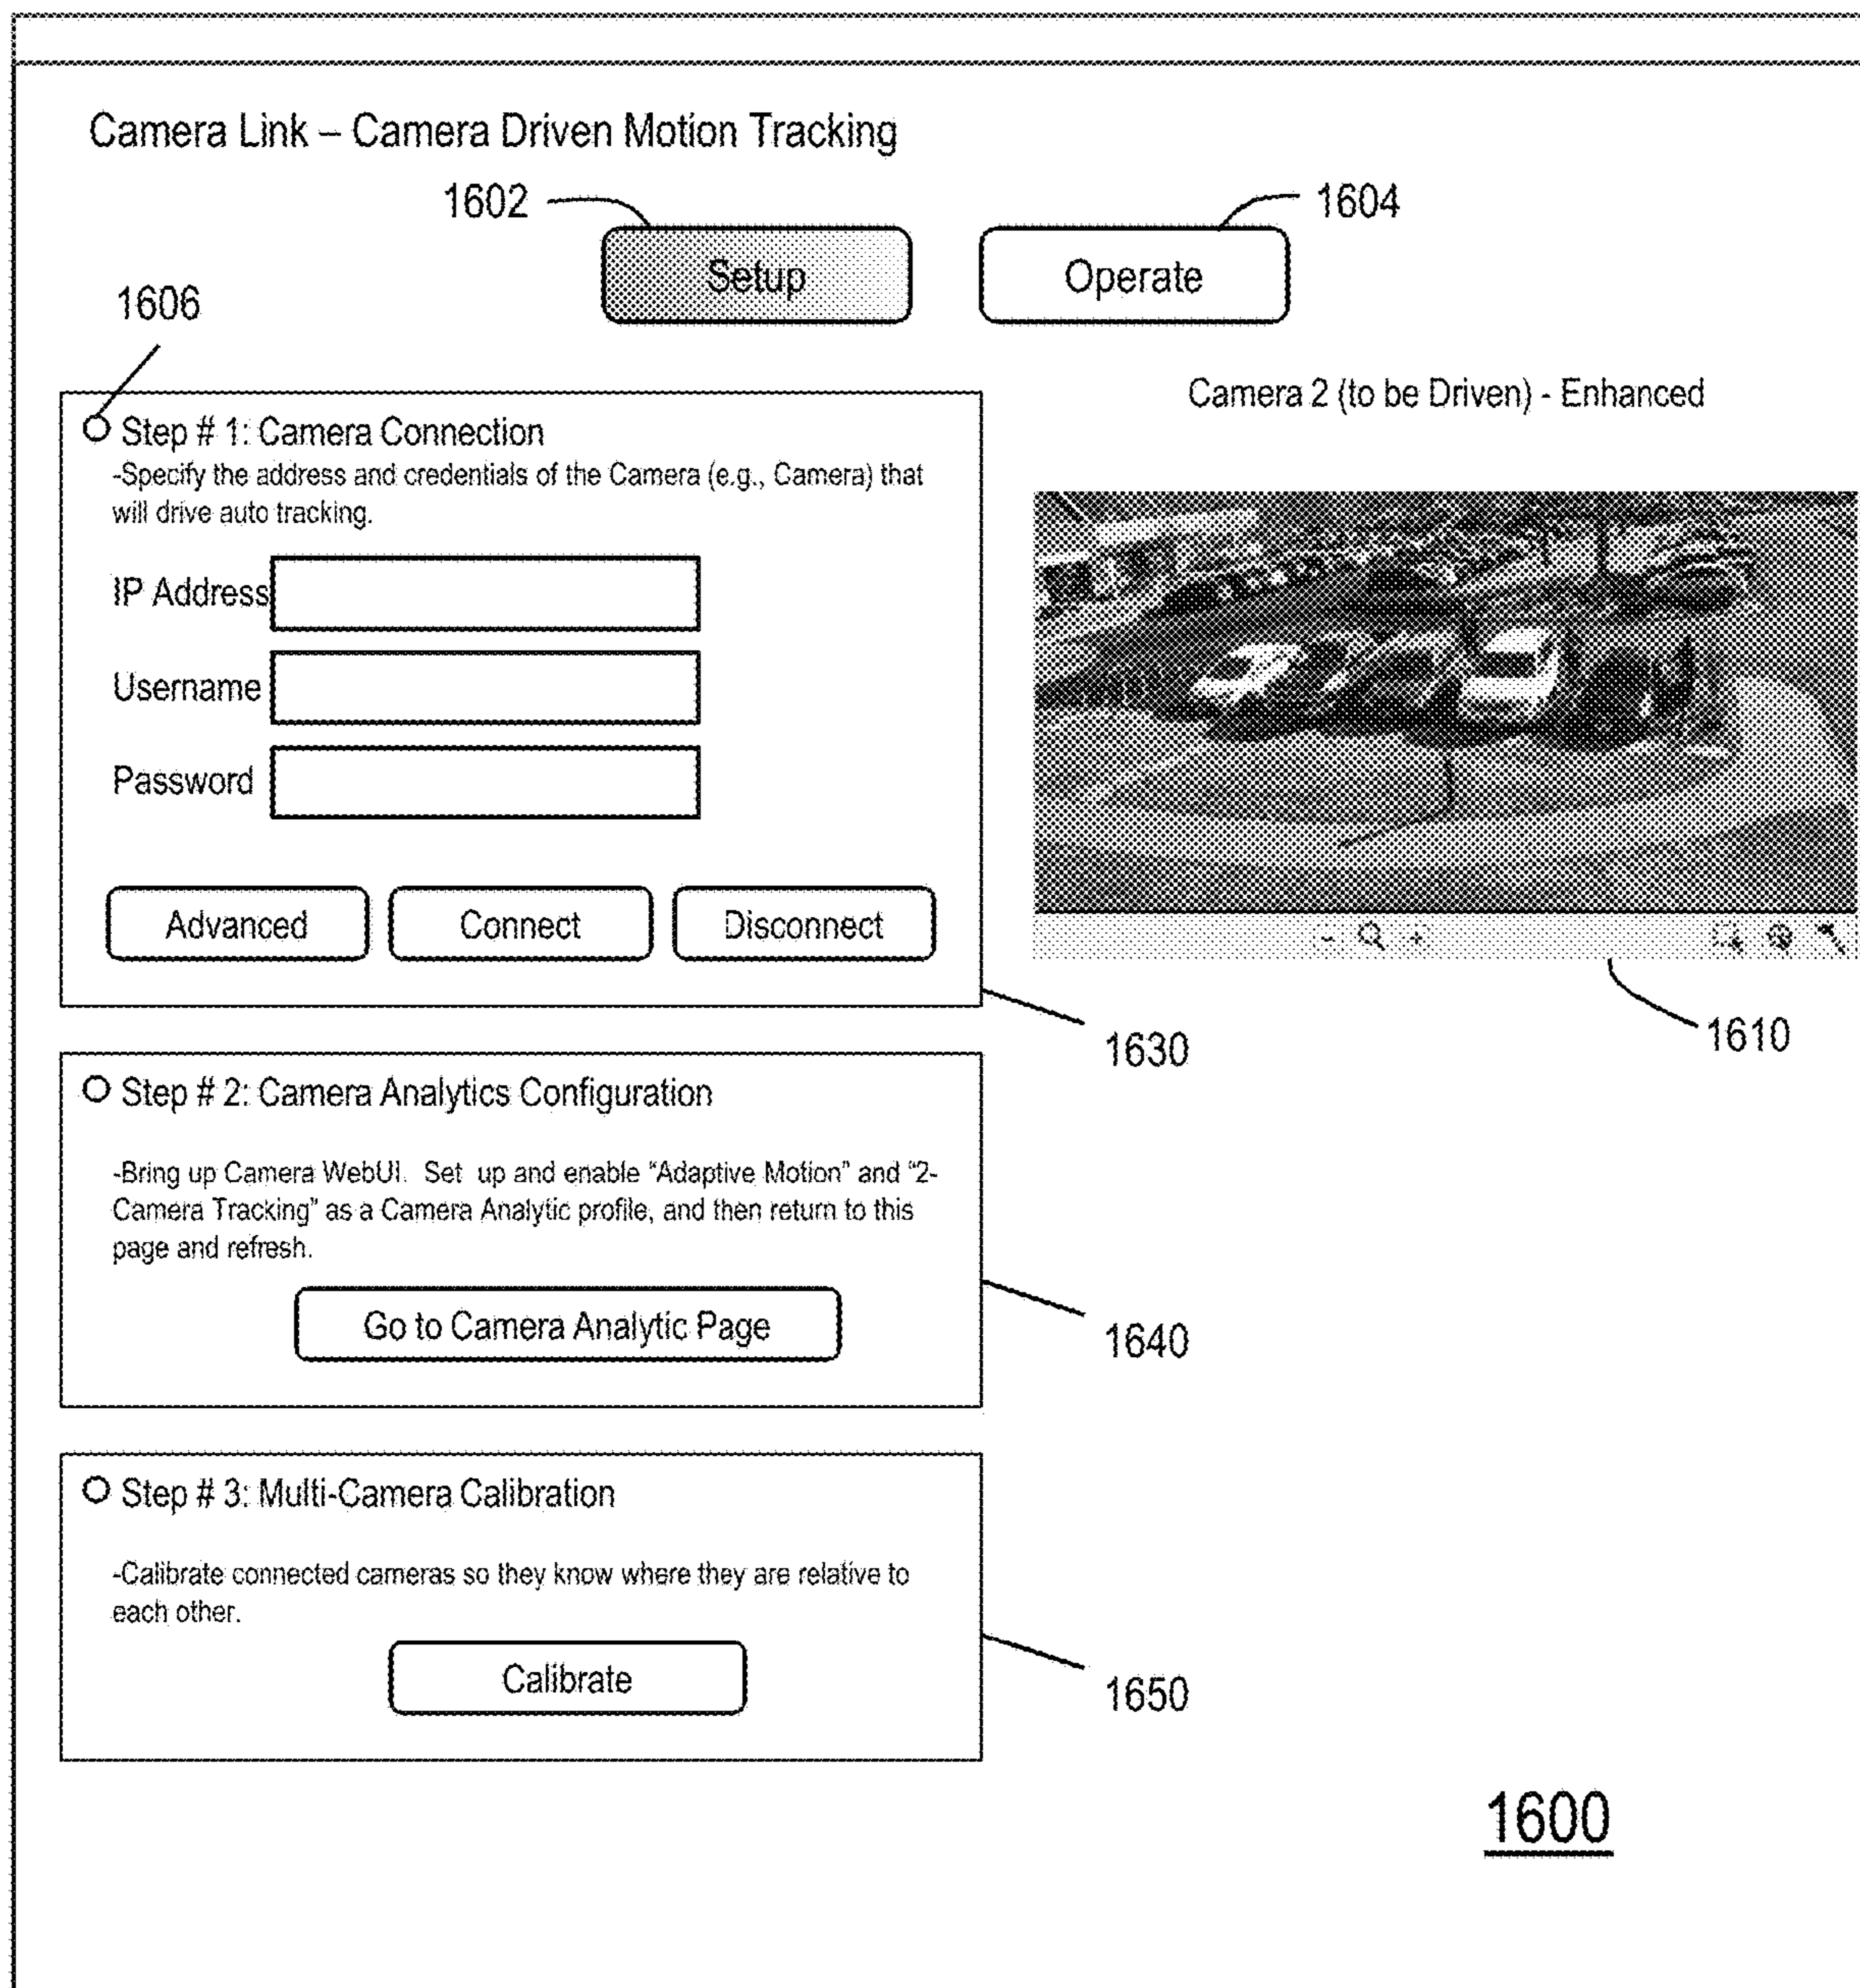 Camera Link – Camera Driven Motion Tracking
1602
1604
Setup
Operate
1606
Camera 2 (to be Driven) - Enhanced
Step # 1: Camera Connection
-Specify the address and credentials of the Camera (e.g., Camera) that
will drive auto tracking.
IP Address
Username
Password
Advanced
Connect
Disconnect
- +
1630
1610
Step # 2: Camera Analytics Configuration
-Bring up Camera WebUI. Set up and enable “Adaptive Motion” and “2-
Camera Tracking” as a Camera Analytic profile, and then return to this
page and refresh.
Go to Camera Analytic Page
1640
Step # 3: Multi-Camera Calibration
-Calibrate connected cameras so they know where they are relative to
each other.
Calibrate
1650
1600